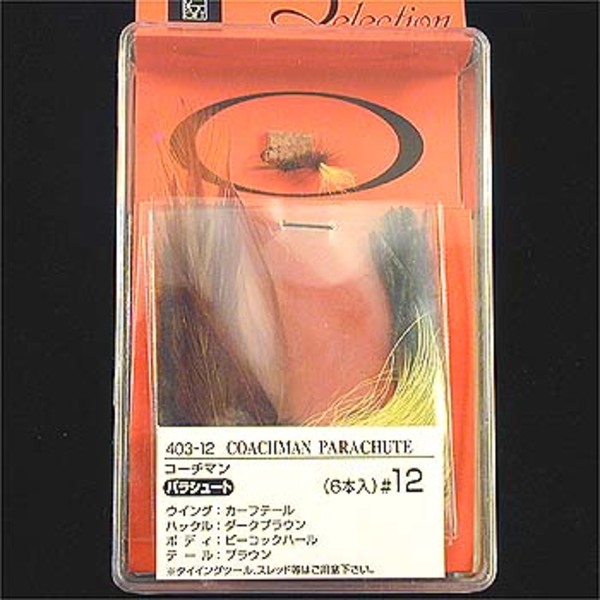 Selection
403-12 COACHMAN PARACHUTE
コーチマン
パラシュート (6本入)#12
ウイング:カーフテール
ハックル:ダークブラウン
ボディ:ピーコックハール
テール:ブラウン
※タイイングツール、スレッド等はご用意下さい。